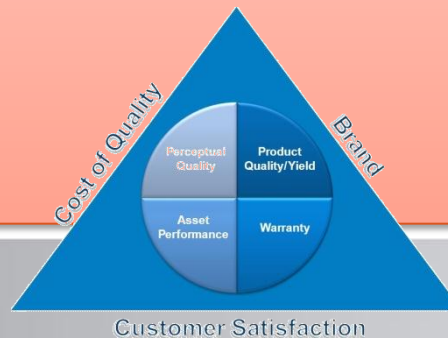 Cost of Quality
Brand
Perceptual
Quality
Product
Quality/Yield
Asset
Performance
Warranty
Customer Satisfaction